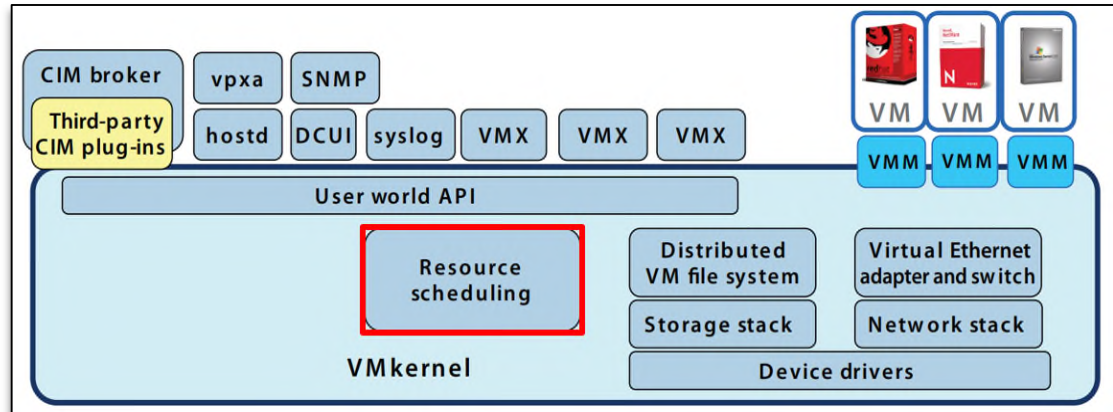 CIM broker
Third-party
CIM plug-ins
vpxa
SNMP
hostd
DCUI
syslog
VMX
VMX
VMX
N
VM
VM
VM
VMM
VMM
VMM
User world API
Resource
scheduling
Distributed
VM file system
Virtual Ethernet
adapter and switch
Storage stack
Network stack
VMkernel
Device drivers